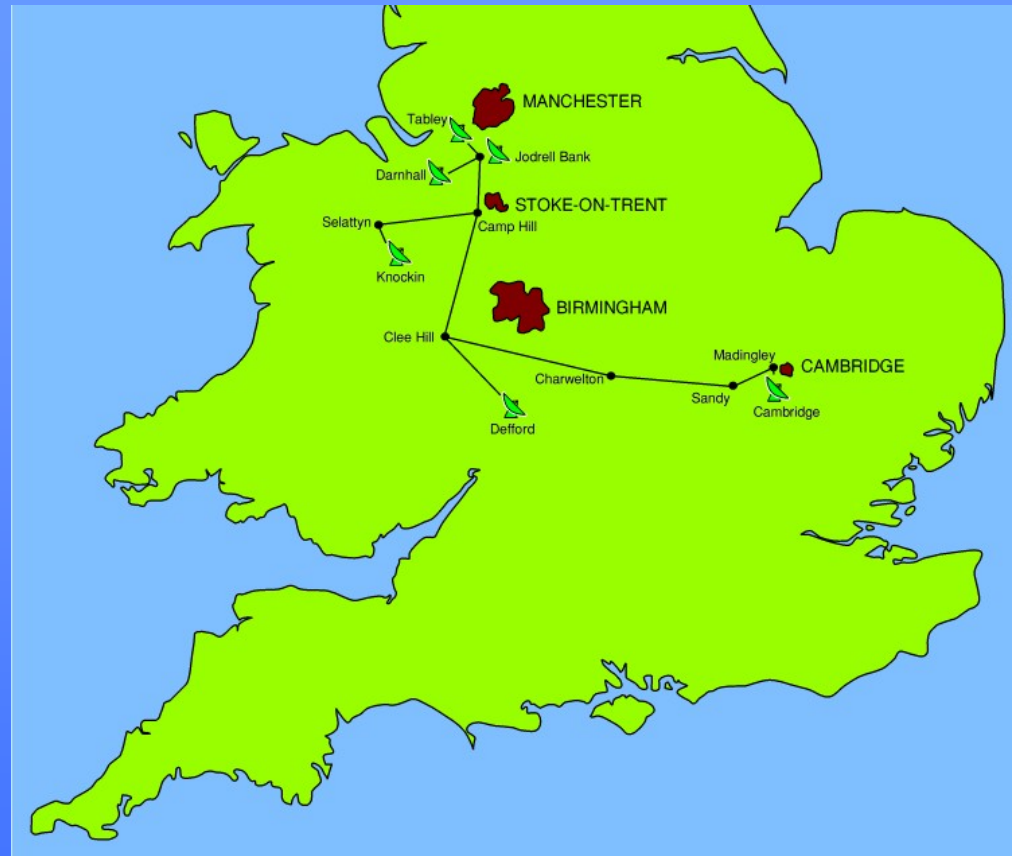 MANCHESTER
Tabley
Jodrell Bank
Darnhall
STOKE-ON-TRENT
Selattyn
Camp Hill
Knockin
BIRMINGHAM
Clee Hill
Madingley
CAMBRIDGE
Charwelton
Sandy
Cambridge
Defford